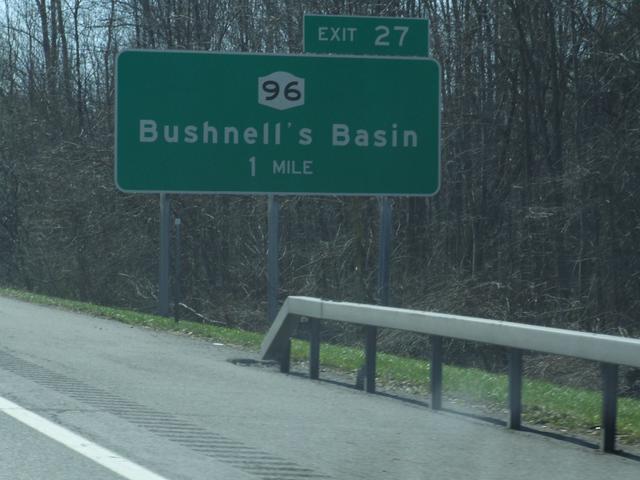 EXIT 27
96
Bushnell's Basin
1 MILE